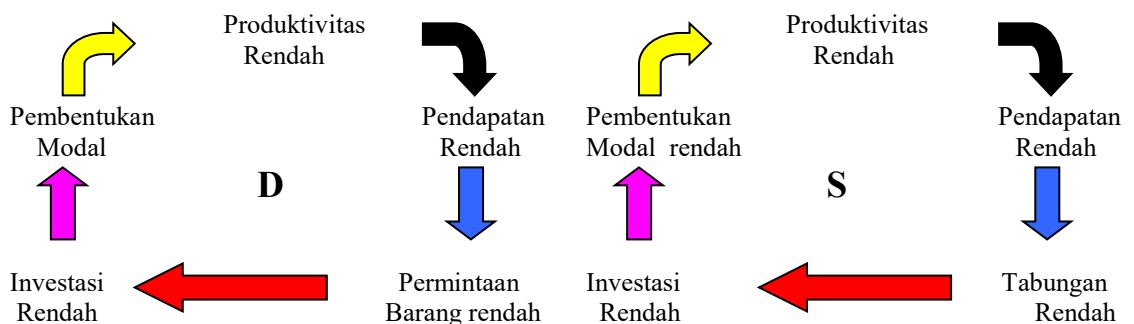 Produktivitas
Rendah
Pembentukan
Modal
Pendapatan
Rendah
D
Investasi
Rendah
Permintaan
Barang rendah
Produktivitas
Rendah
Pembentukan
Modal rendah
Pendapatan
Rendah
S
Investasi
Rendah
Tabungan
Rendah